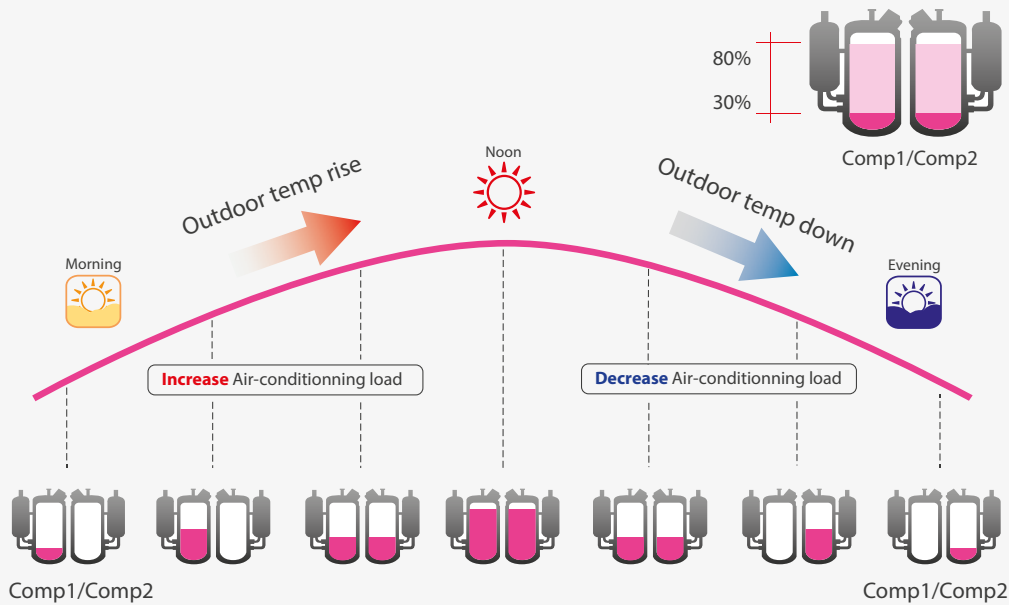 80%
30%
Comp1/Comp2
Noon
Outdoor temp rise
Outdoor temp down
Morning
Evening
Increase Air-conditionning load
Decrease Air-conditionning load
Comp1/Comp2
Comp1/Comp2